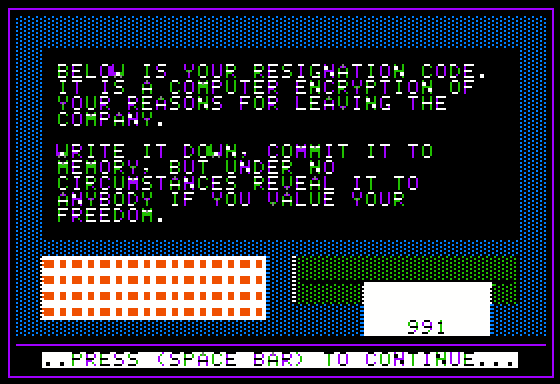 BELOW IS YOUR RESIGNATION CODE.
IT IS A COMPUTER ENCRYPTION OF
YOUR REASONS FOR LEAVING THE
COMPANY.
WRITE IT DOWN, COMMIT IT TO
MEMORY, BUT UNDER NO
CIRCUMSTANCES REVEAL IT TO
ANYBODY IF YOU VALUE YOUR
FREEDOM.
991
..PRESS (SPACE BAR) TO CONTINUE...